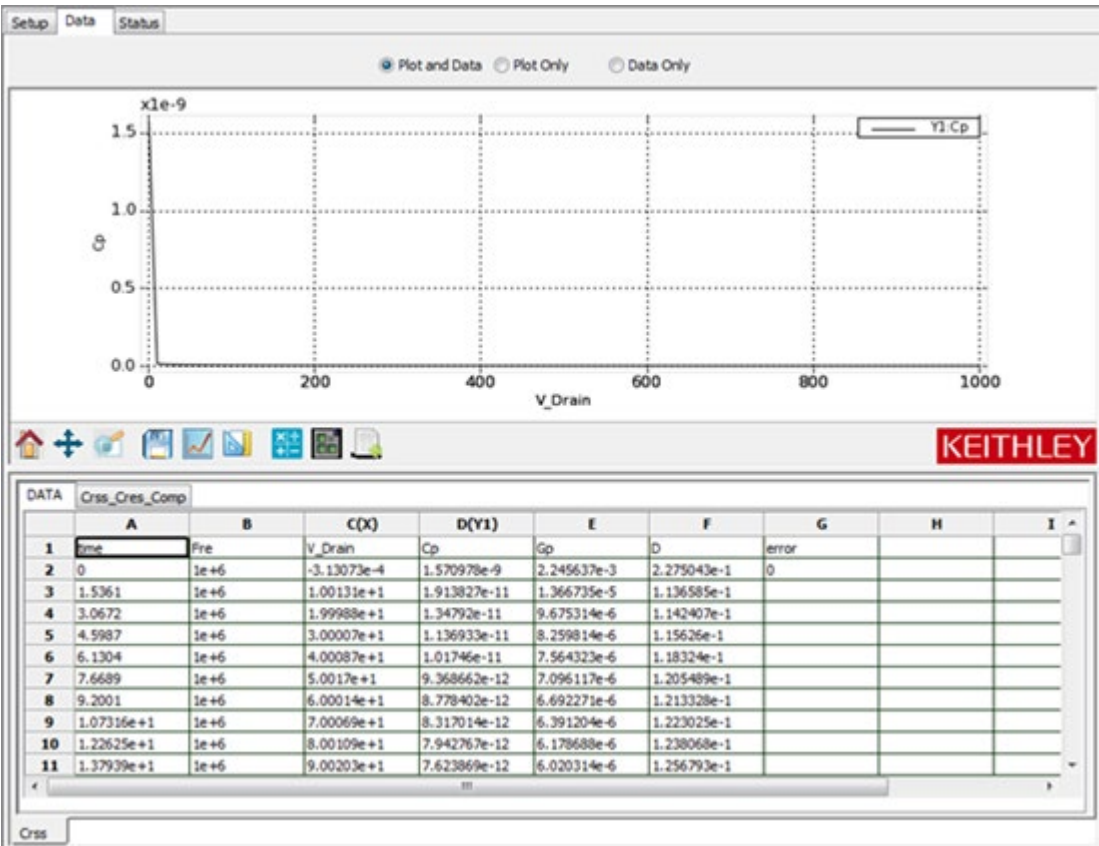 Setup Data Status
Plot and Data Plot Only Data Only
x1e-9
1.5
Y1:Cp
1.0
Cp
0.5
0.0
0 200 400 600 800 1000
V_Drain
KEITHLEY
DATA Crss_Cres_Comp
A B C(X) D(Y1) E F G H I
1 time Fre V_Drain Cp Gp D error
2 0 1e+6 -3.13073e-4 1.570978e-9 2.245637e-3 2.275043e-1 0
3 1.5361 1e+6 1.00131e+1 1.913827e-11 1.366735e-5 1.136585e-1
4 3.0672 1e+6 1.99988e+1 1.34792e-11 9.675314e-6 1.142407e-1
5 4.5987 1e+6 3.00007e+1 1.136933e-11 8.259814e-6 1.15626e-1
6 6.1304 1e+6 4.00087e+1 1.01746e-11 7.564323e-6 1.18324e-1
7 7.6689 1e+6 5.0017e+1 9.368662e-12 7.096117e-6 1.205489e-1
8 9.2001 1e+6 6.00014e+1 8.778402e-12 6.692271e-6 1.213328e-1
9 1.07316e+1 1e+6 7.00069e+1 8.317014e-12 6.391204e-6 1.223025e-1
10 1.22625e+1 1e+6 8.00109e+1 7.942767e-12 6.178688e-6 1.238068e-1
11 1.37939e+1 1e+6 9.00203e+1 7.623869e-12 6.020314e-6 1.256793e-1
Crss